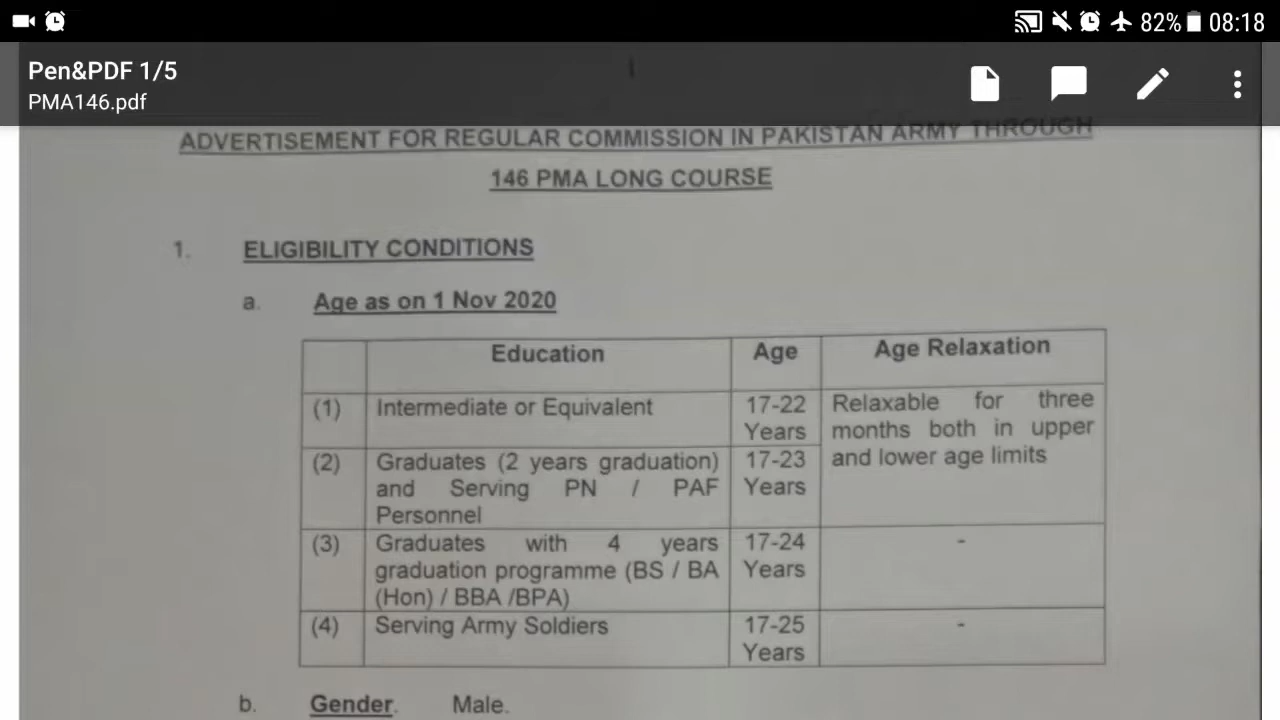 82% 08:18
Pen&PDF 1/5
PMA146.pdf
ADVERTISEMENT FOR REGULAR COMMISSION IN PAKISTAN ARMY THROUGH
146 PMA LONG COURSE
1. ELIGIBILITY CONDITIONS
a. Age as on 1 Nov 2020
Education Age Age Relaxation
(1) Intermediate or Equivalent 17-22 Years Relaxable for three months both in upper and lower age limits
(2) Graduates (2 years graduation) and Serving PN / PAF Personnel 17-23 Years
(3) Graduates with 4 years graduation programme (BS / BA (Hon) / BBA /BPA) 17-24 Years -
(4) Serving Army Soldiers 17-25 Years -
b. Gender. Male.